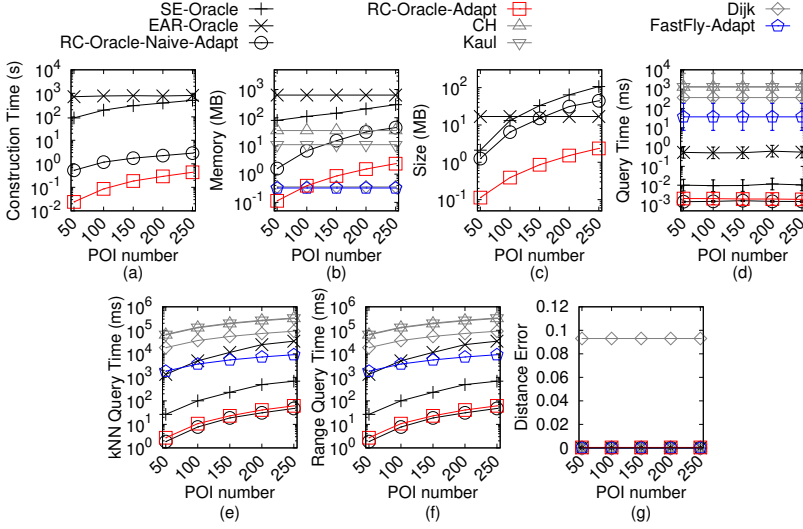 SE-Oracle
EAR-Oracle
RC-Oracle-Naive-Adapt
RC-Oracle-Adapt
CH
Kaul
Dijk
FastFly-Adapt
Construction Time (s)
10^4
10^3
10^2
10^1
10^0
10^-1
10^-2
50 100 150 200 250
POI number
(a)
Memory (MB)
10^3
10^2
10^1
10^0
10^-1
50 100 150 200 250
POI number
(b)
Size (MB)
10^2
10^1
10^0
10^-1
50 100 150 200 250
POI number
(c)
Query Time (ms)
10^4
10^3
10^2
10^1
10^0
10^-1
10^-2
10^-3
50 100 150 200 250
POI number
(d)
kNN Query Time (ms)
10^6
10^5
10^4
10^3
10^2
10^1
10^0
50 100 150 200 250
POI number
(e)
Range Query Time (ms)
10^6
10^5
10^4
10^3
10^2
10^1
10^0
50 100 150 200 250
POI number
(f)
Distance Error
0.12
0.1
0.08
0.06
0.04
0.02
0
50 100 150 200 250
POI number
(g)